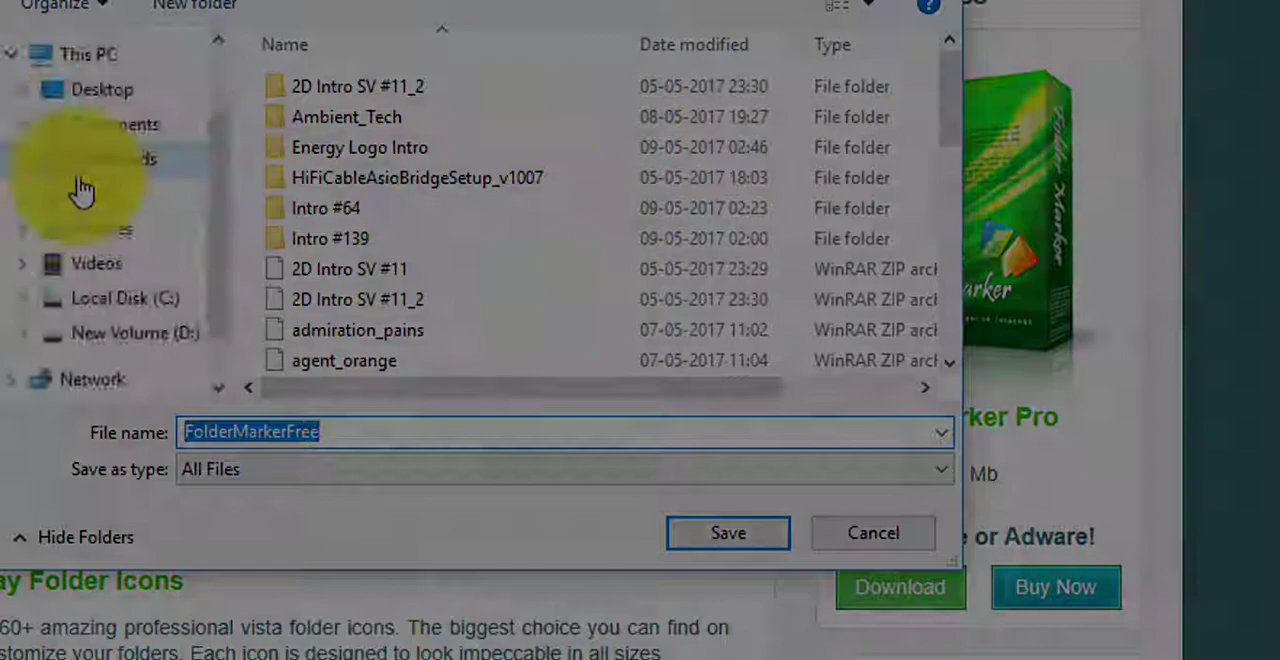 Organize New folder
This PC
Desktop
Videos
Local Disk (C:)
New Volume (D:)
Network
Name Date modified Type
2D Intro SV #11_2 05-05-2017 23:30 File folder
Ambient_Tech 08-05-2017 19:27 File folder
Energy Logo Intro 09-05-2017 02:46 File folder
HiFiCableAsioBridgeSetup_v1007 05-05-2017 18:03 File folder
Intro #64 09-05-2017 02:23 File folder
Intro #139 09-05-2017 02:00 File folder
2D Intro SV #11 05-05-2017 23:29 WinRAR ZIP arcl
2D Intro SV #11_2 05-05-2017 23:30 WinRAR ZIP arcl
admiration_pains 07-05-2017 11:02 WinRAR ZIP arcl
agent_orange 07-05-2017 11:04 WinRAR ZIP arcl
File name: FolderMarkerFree
Save as type: All Files
Hide Folders Save Cancel
Folder Marker
arker
rker Pro
Mb
e or Adware!
Download Buy Now
ay Folder Icons
60+ amazing professional vista folder icons. The biggest choice you can find on
stomize your folders. Each icon is designed to look impeccable in all sizes